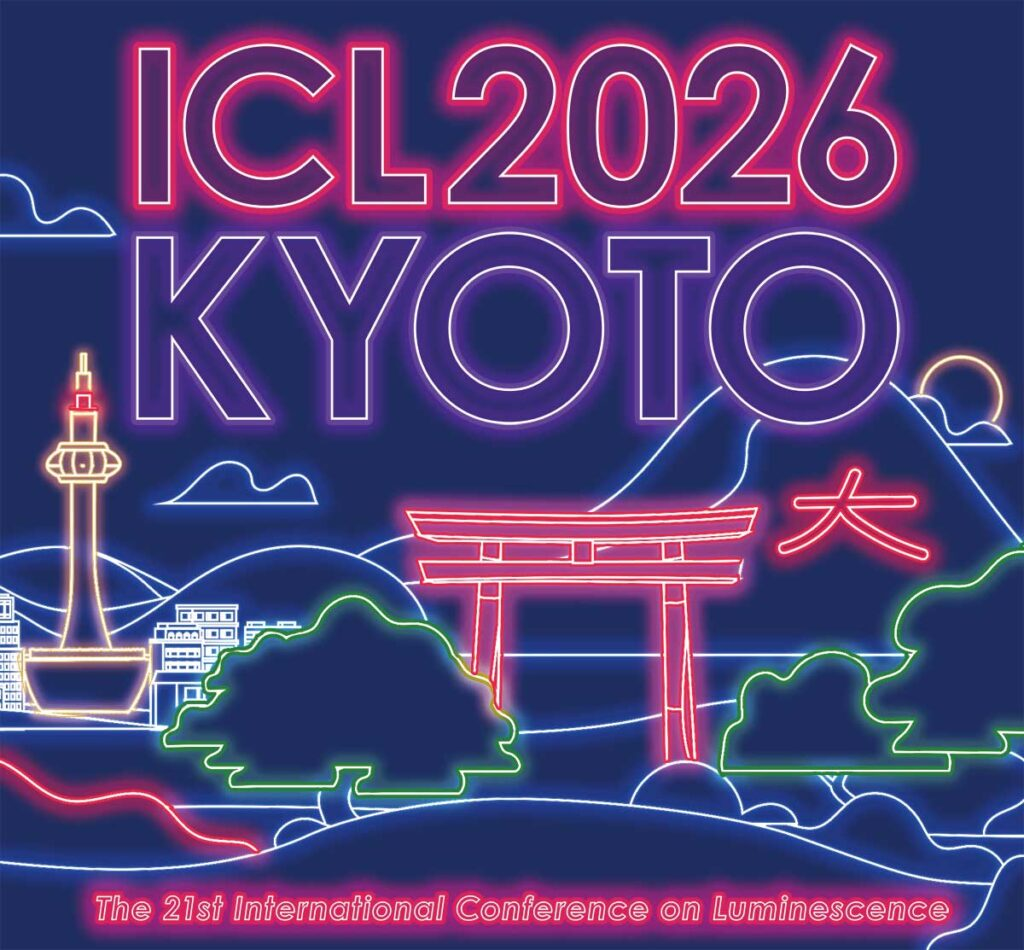 ICL2026
KYOTO
大
The 21st International Conference on Luminescence